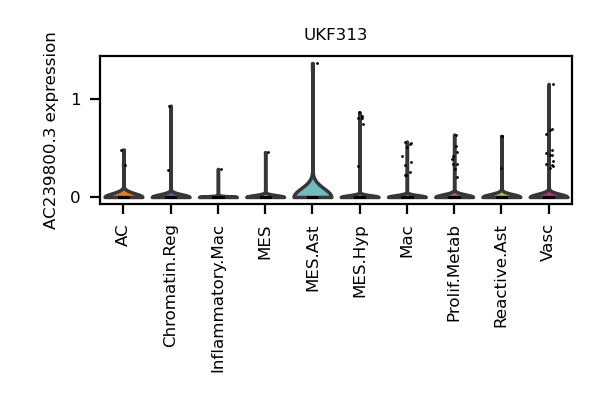 UKF313
AC239800.3 expression
1
0
AC
Chromatin.Reg
Inflammatory.Mac
MES
MES.Ast
MES.Hyp
Mac
Prolif.Metab
Reactive.Ast
Vasc